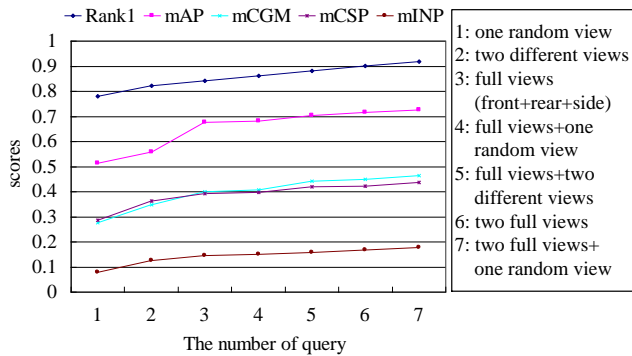 Rank1 mAP mCGM mCSP mINP
1
0.9
0.8
0.7
0.6
0.5
0.4
0.3
0.2
0.1
0
scores
1 2 3 4 5 6 7
The number of query
1: one random view
2: two different views
3: full views
(front+rear+side)
4: full views+one
random view
5: full views+two
different views
6: two full views
7: two full views+
one random view